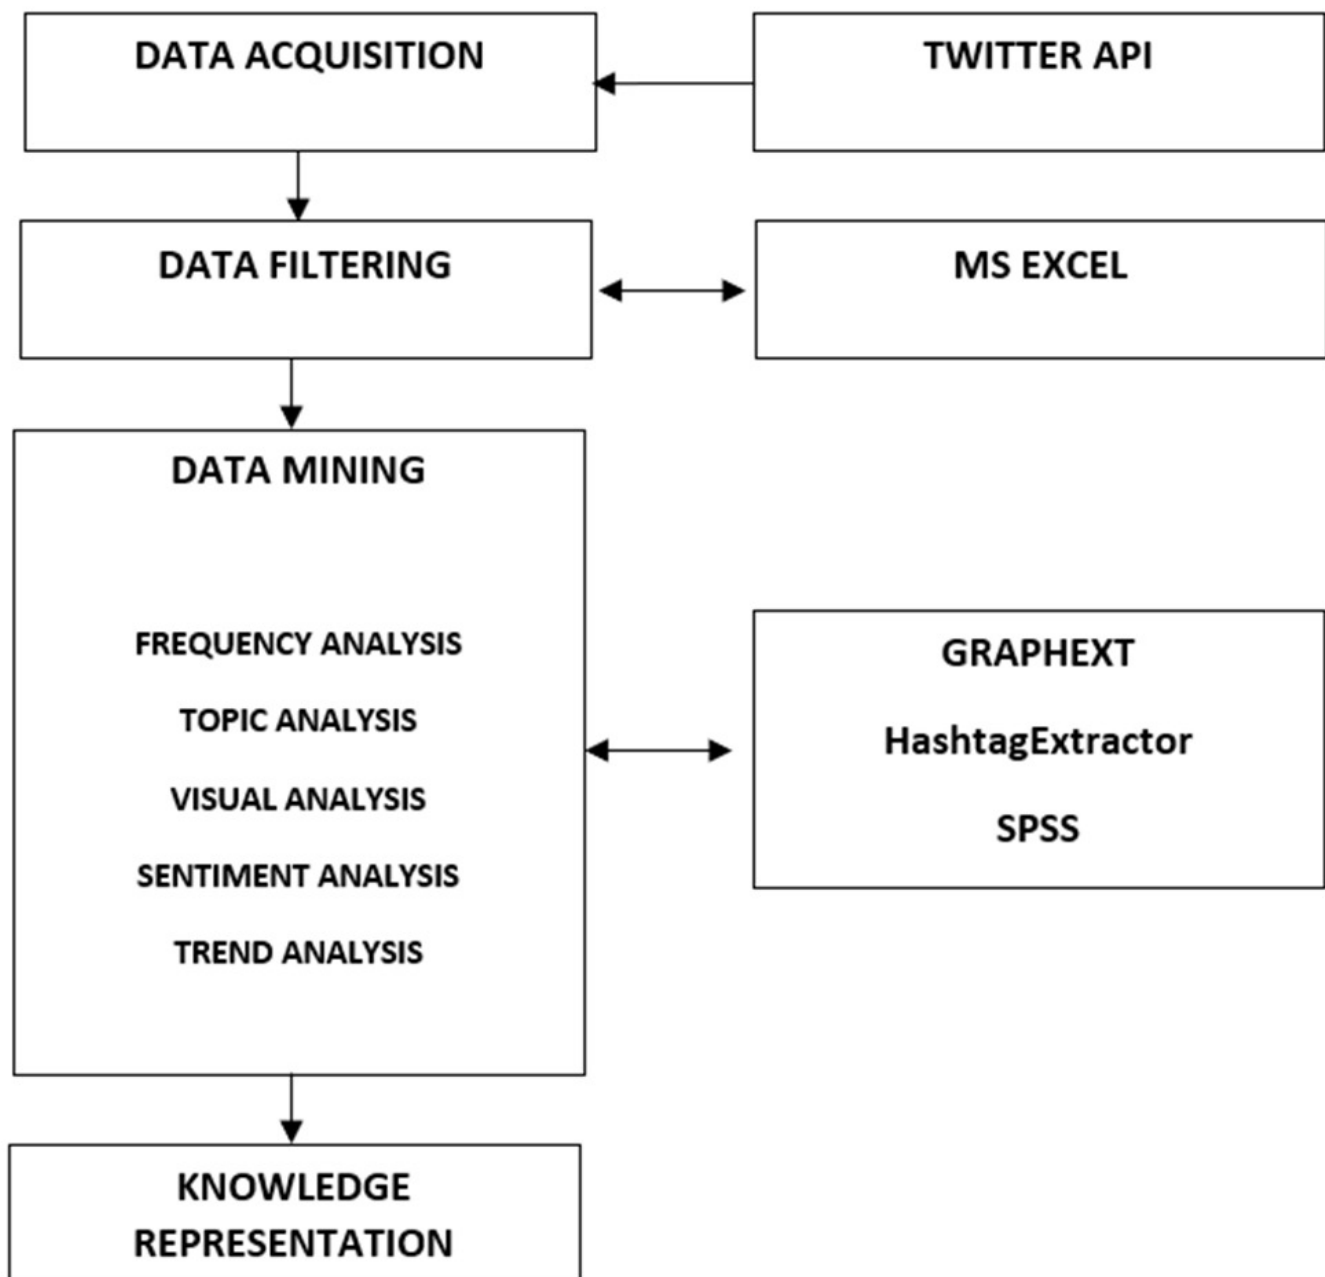 DATA ACQUISITION
TWITTER API
DATA FILTERING
MS EXCEL
DATA MINING
FREQUENCY ANALYSIS
TOPIC ANALYSIS
VISUAL ANALYSIS
SENTIMENT ANALYSIS
TREND ANALYSIS
GRAPHEXT
HashtagExtractor
SPSS
KNOWLEDGE
REPRESENTATION